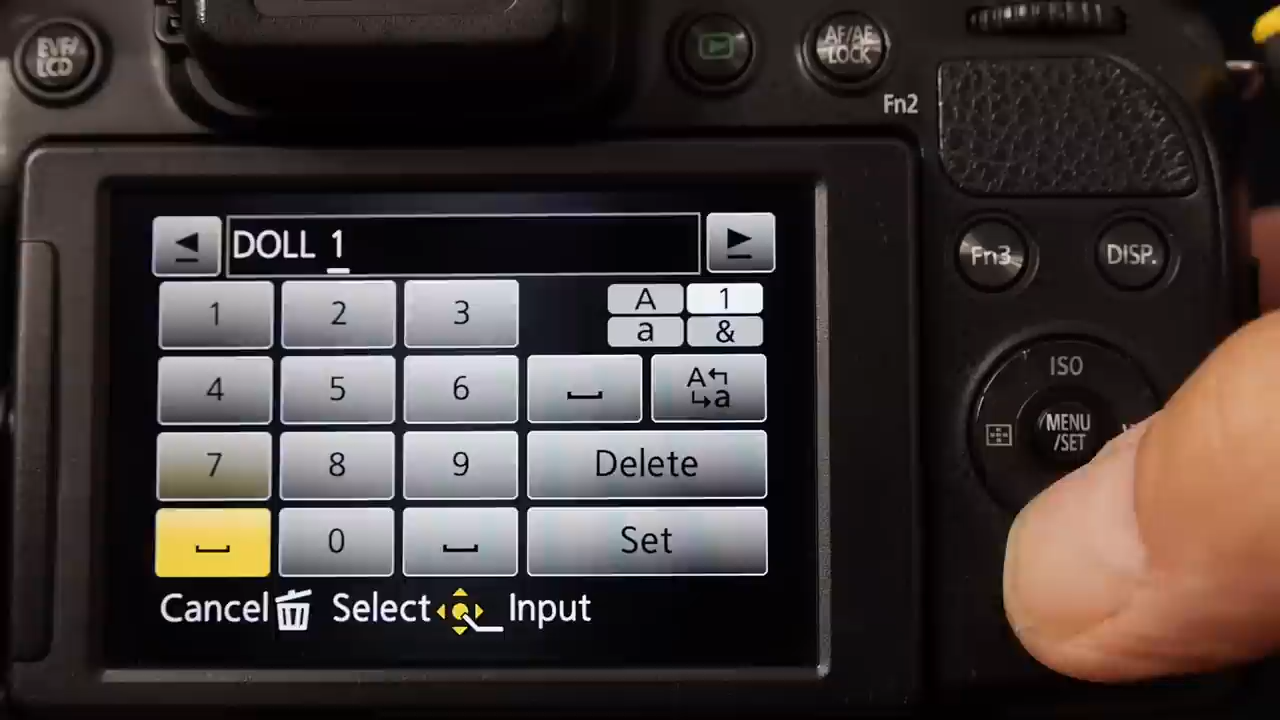 EVF/
LCD
AF/AE
LOCK
Fn2
DOLL 1
1 2 3 A 1
a &
4 5 6 A a
7 8 9 Delete
0 Set
Cancel Select Input
Fn3
DISP.
ISO
MENU
/SET